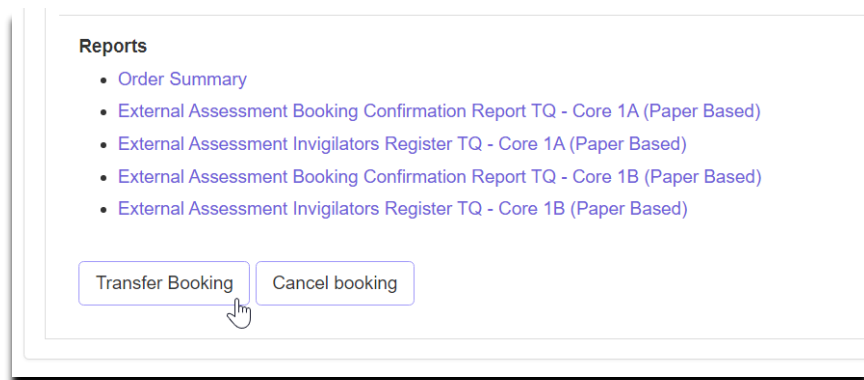 Reports
Order Summary
External Assessment Booking Confirmation Report TQ - Core 1A (Paper Based)
External Assessment Invigilators Register TQ - Core 1A (Paper Based)
External Assessment Booking Confirmation Report TQ - Core 1B (Paper Based)
External Assessment Invigilators Register TQ - Core 1B (Paper Based)
Transfer Booking Cancel booking